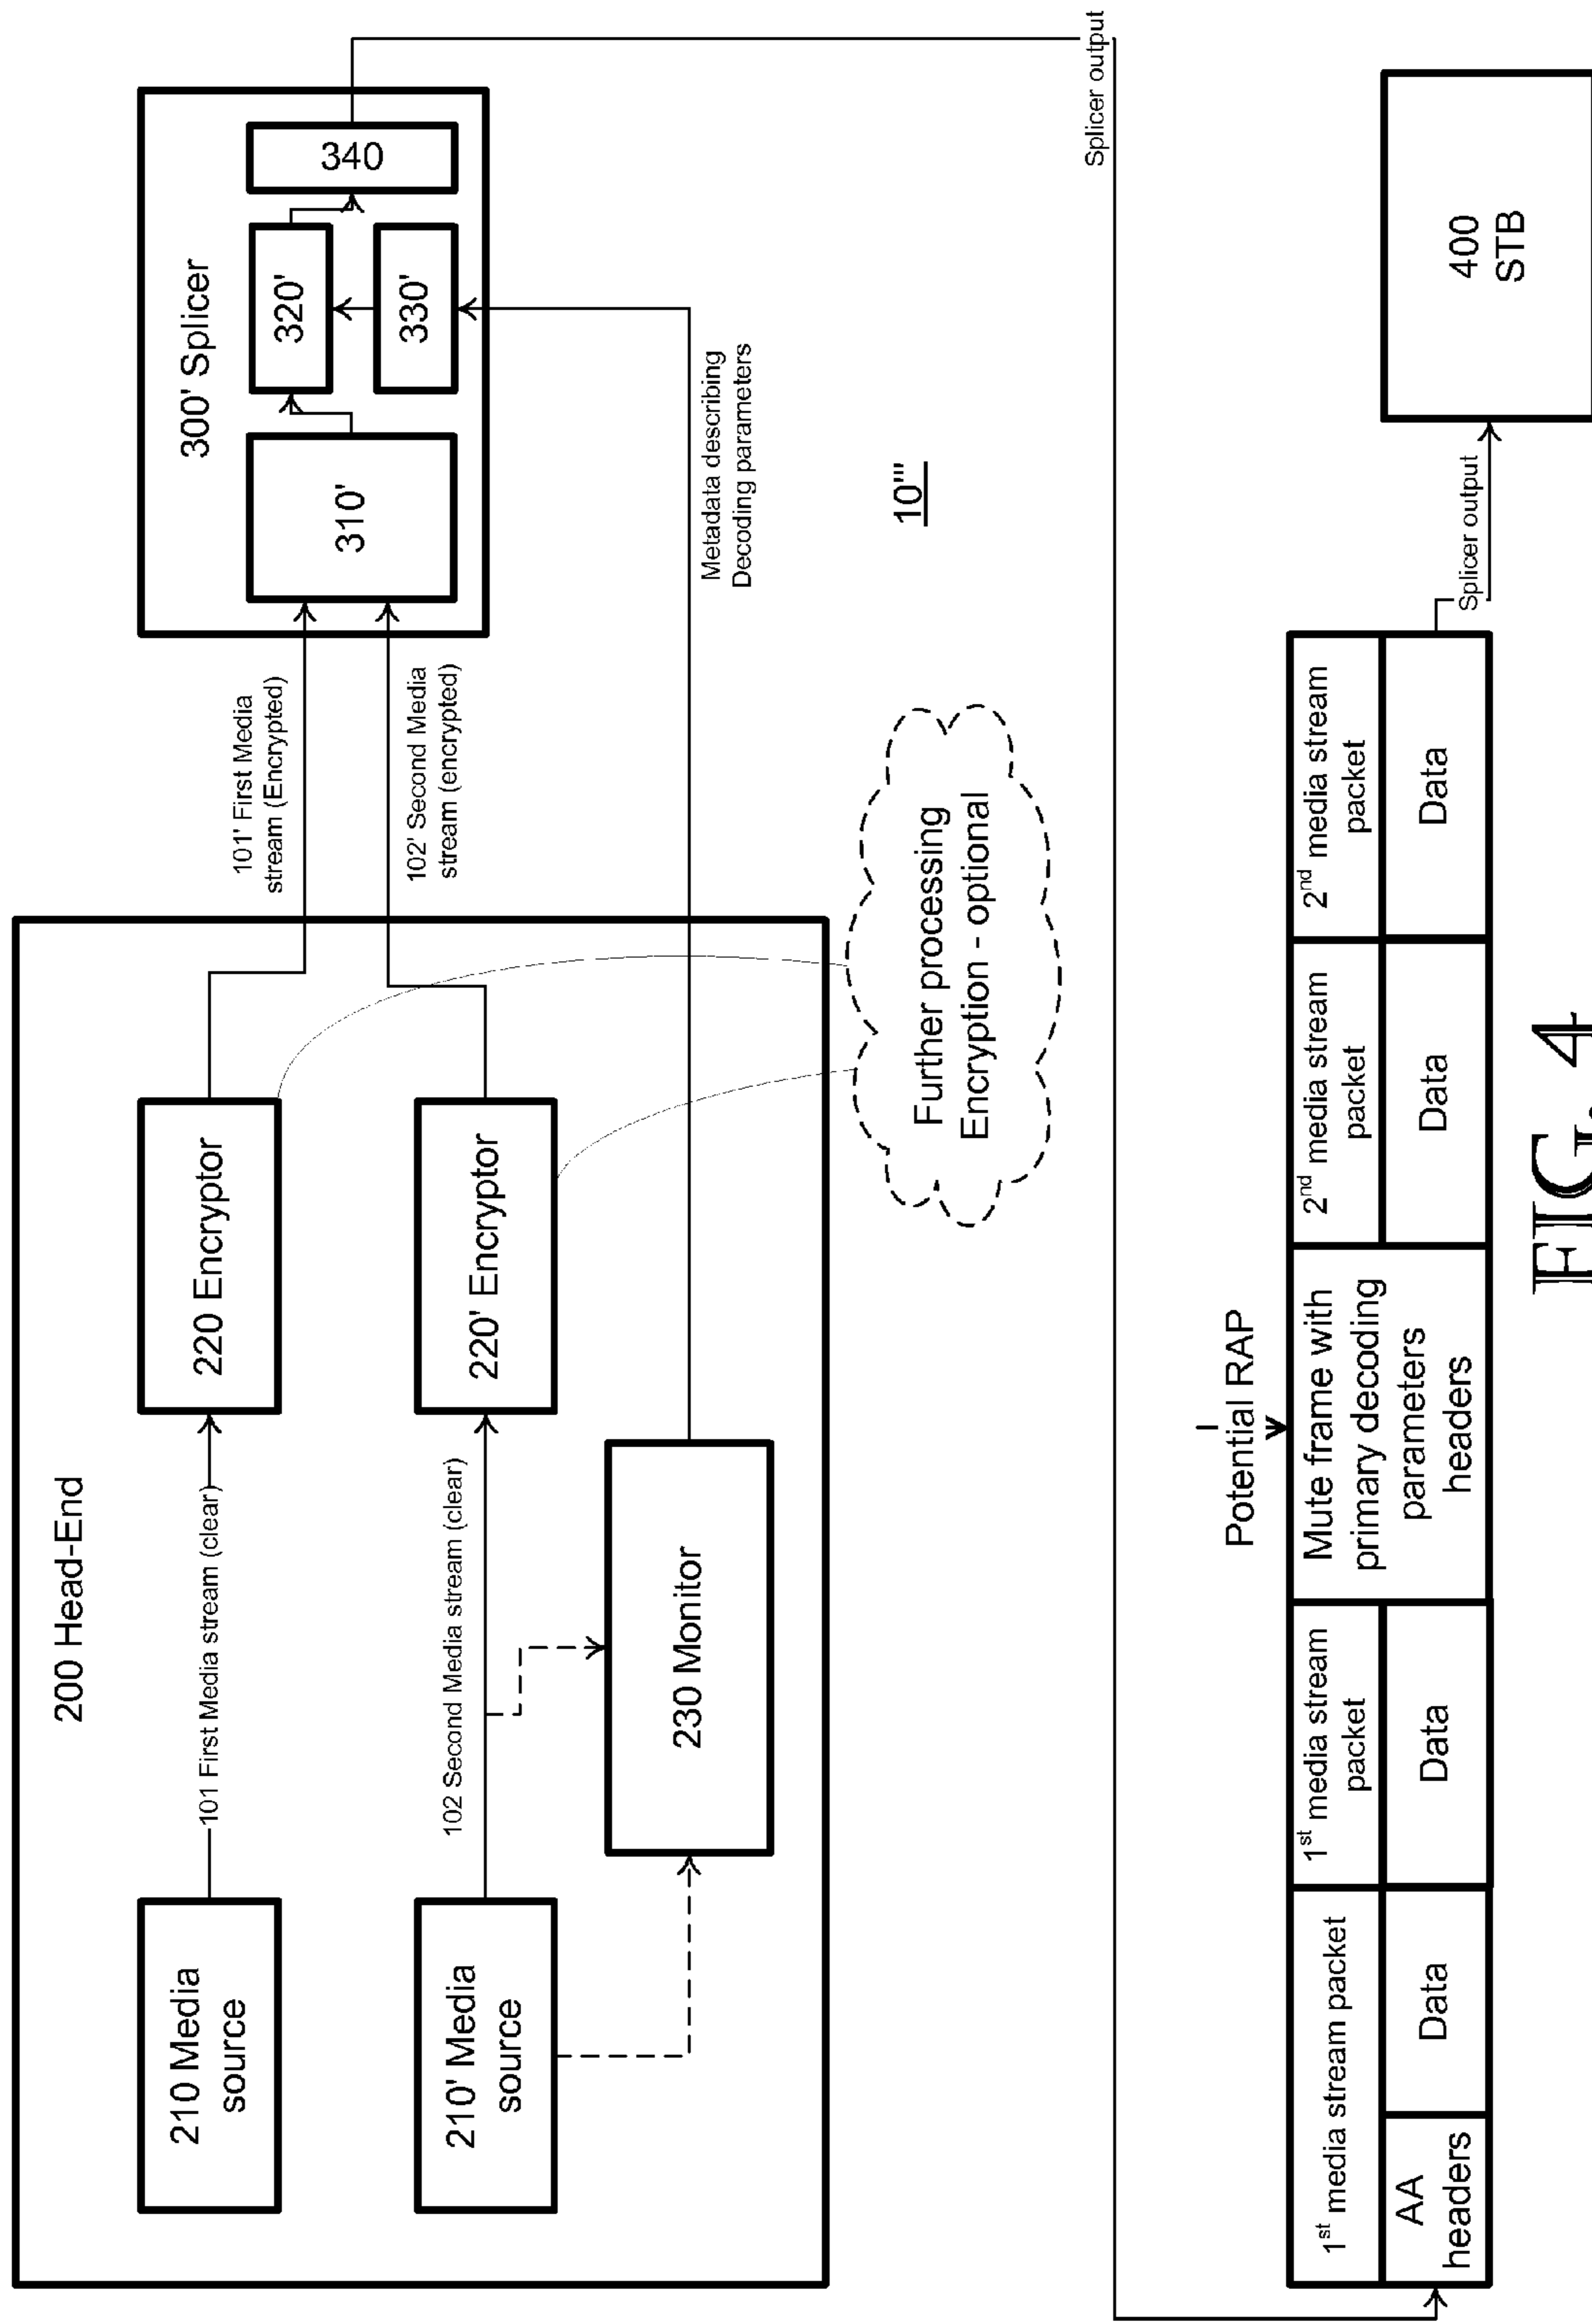 200 Head-End
210 Media
source
101 First Media stream (clear)
220 Encryptor
101' First Media
stream (Encrypted)
300' Splicer
310'
320'
330'
340
210' Media
source
102 Second Media stream (clear)
220' Encryptor
102' Second Media
stream (encrypted)
230 Monitor
Metadata describing
Decoding parameters
Further processing
Encryption - optional
10'''
Splicer output
Potential RAP
1st media stream packet
AA
headers
Data
1st media stream
packet
Data
Mute frame with
primary decoding
parameters
headers
2nd media stream
packet
Data
2nd media stream
packet
Data
Splicer output
400
STB
FIG. 4